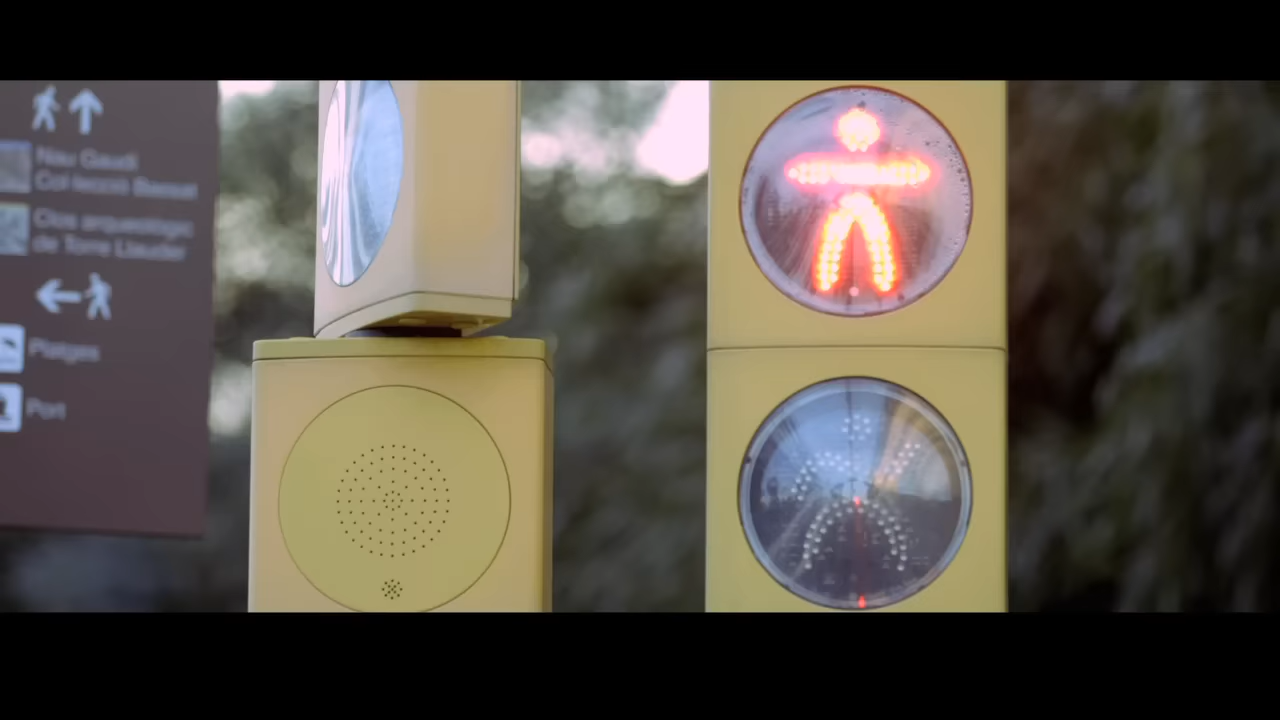 Nau Gaudí
Col·lecció Bassat
Clos arqueològic
de Torre Llauder
Platges
Port